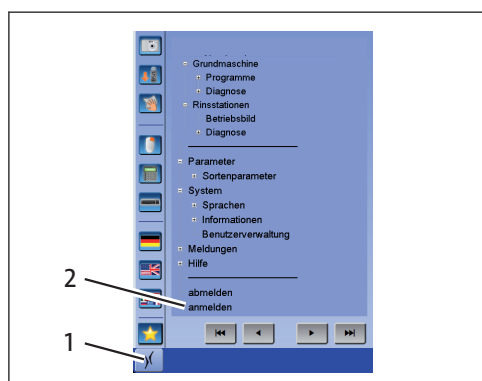 Grundmaschine
Programme
Diagnose
Rinsstationen
Betriebsbild
Diagnose
Parameter
Sortenparameter
System
Sprachen
Informationen
Benutzerverwaltung
Meldungen
Hilfe
abmelden
2
anmelden
1